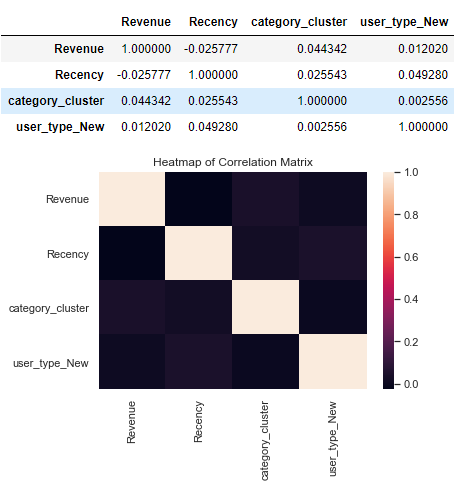 Revenue Recency category_cluster user_type_New
Revenue 1.000000 -0.025777 0.044342 0.012020
Recency -0.025777 1.000000 0.025543 0.049280
category_cluster 0.044342 0.025543 1.000000 0.002556
user_type_New 0.012020 0.049280 0.002556 1.000000
Heatmap of Correlation Matrix
Revenue
Recency
category_cluster
user_type_New
Revenue
Recency
category_cluster
user_type_New
1.0
0.8
0.6
0.4
0.2
0.0